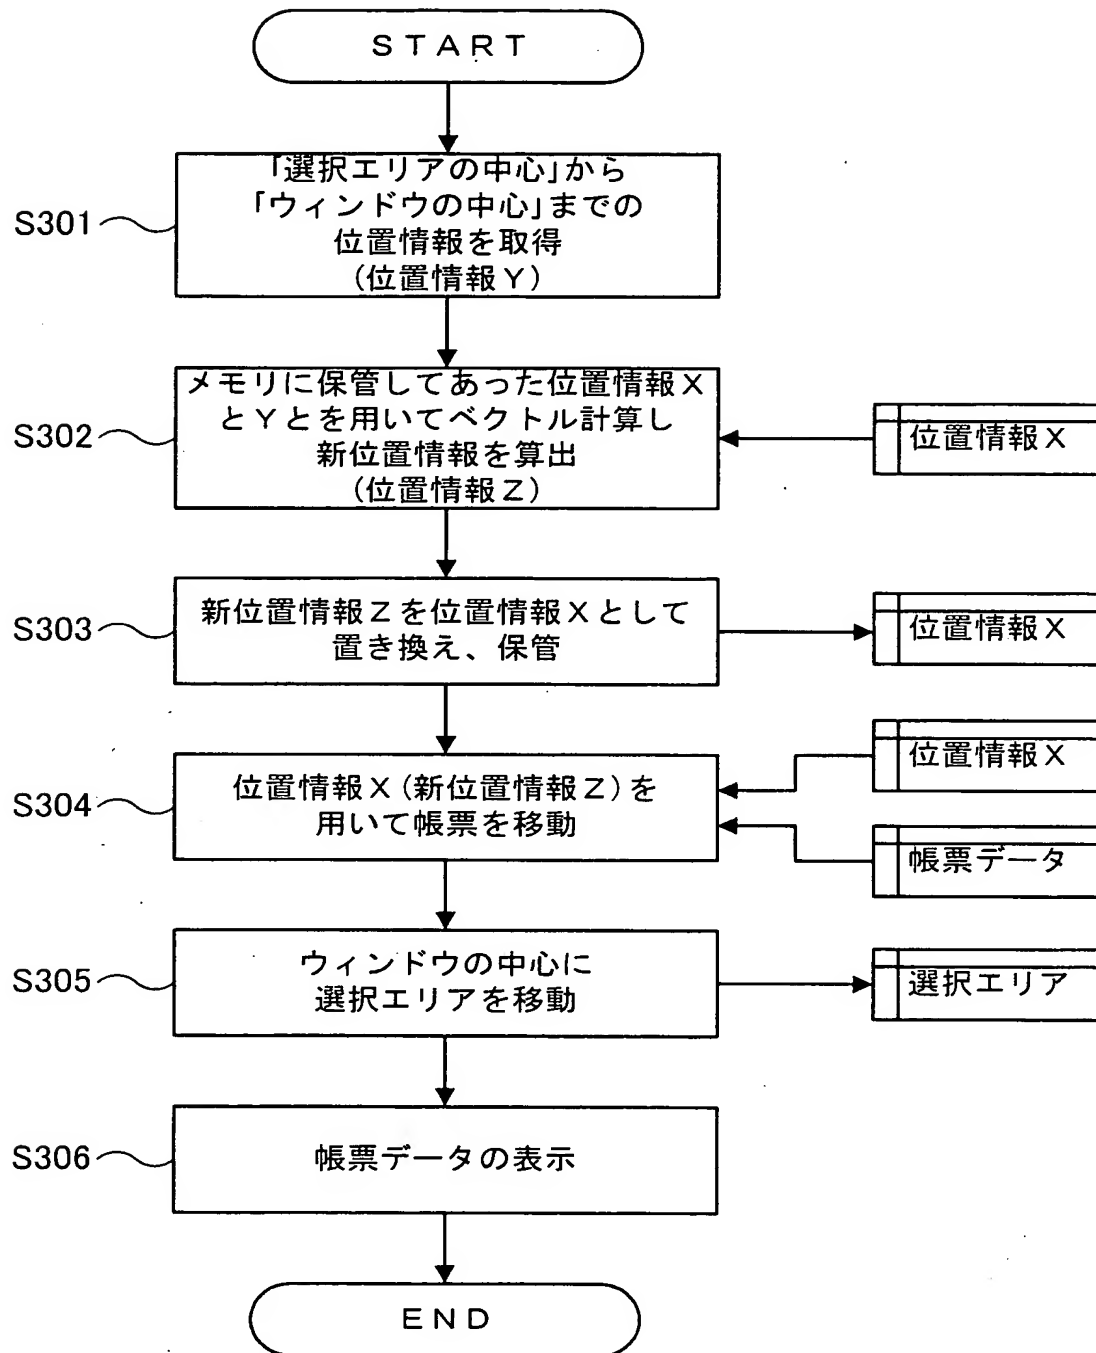 START
「選択エリアの中心」から
「ウィンドウの中心」までの
位置情報を取得
(位置情報Y)
S301
メモリに保管してあった位置情報X
とYとを用いてベクトル計算し
新位置情報を算出
(位置情報Z)
S302
位置情報X
新位置情報Zを位置情報Xとして
置き換え、保管
S303
位置情報X
位置情報X(新位置情報Z)を
用いて帳票を移動
S304
位置情報X
帳票データ
ウィンドウの中心に
選択エリアを移動
S305
選択エリア
帳票データの表示
S306
END